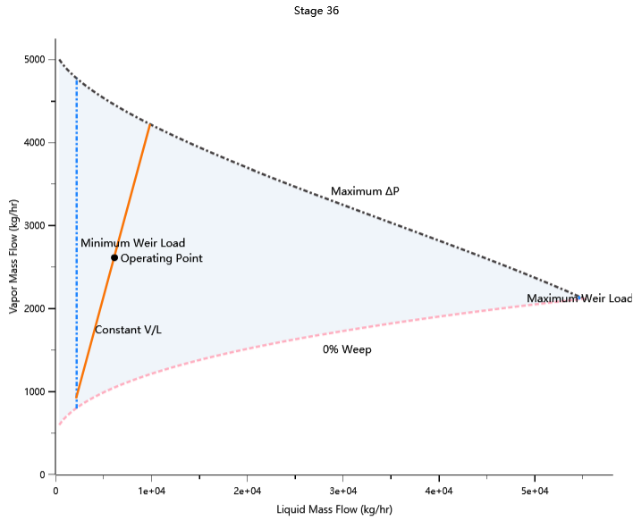 Stage 36
5000
4000
3000
2000
1000
0
Vapor Mass Flow (kg/hr)
Maximum ΔP
Minimum Weir Load
Operating Point
Maximum Weir Load
Constant V/L
0% Weep
0
1e+04
2e+04
3e+04
4e+04
5e+04
Liquid Mass Flow (kg/hr)